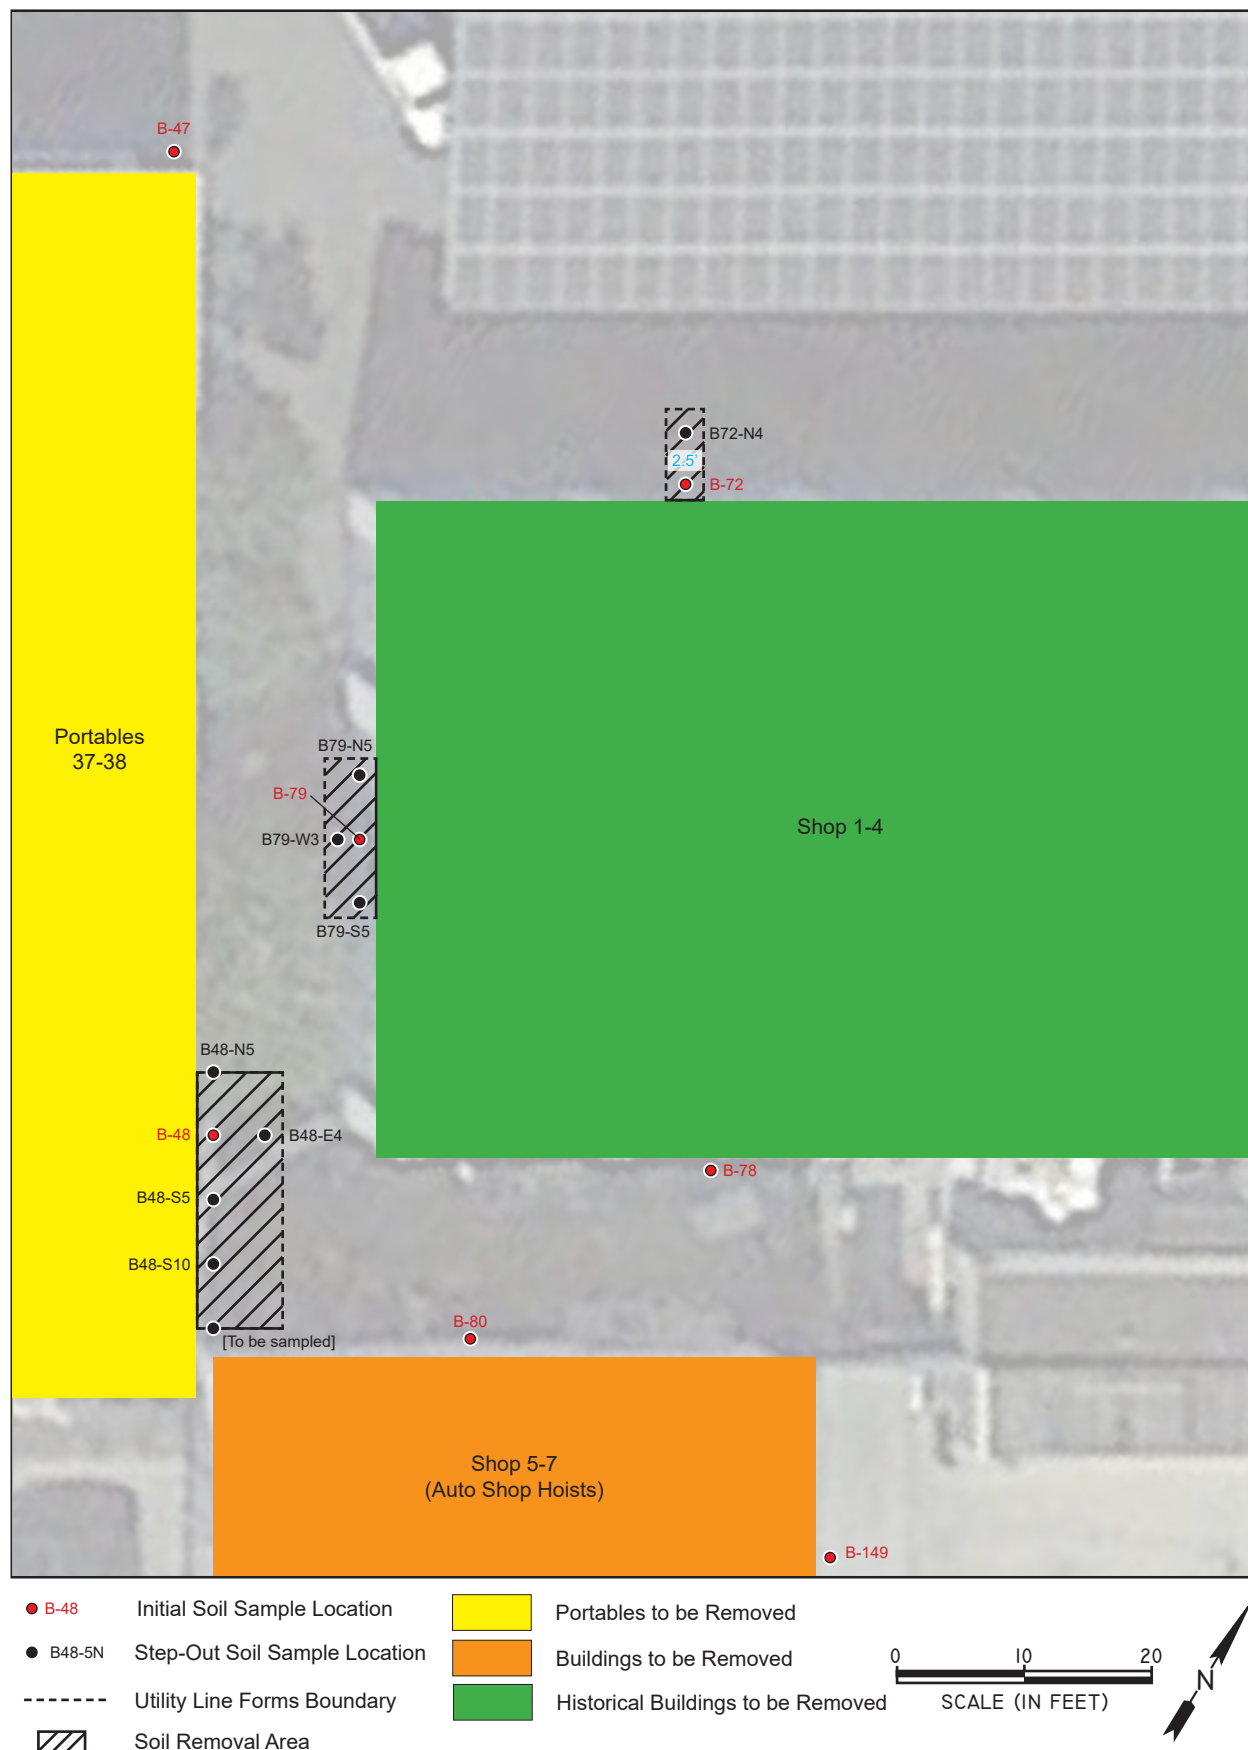 B-47
B72-N4
2.5'
B-72
Portables
37-38
B79-N5
B-79
B79-W3
B79-S5
Shop 1-4
B48-N5
B-48
B48-E4
B-78
B48-S5
B48-S10
B-80
[To be sampled]
Shop 5-7
(Auto Shop Hoists)
B-149
B-48 Initial Soil Sample Location
B48-5N Step-Out Soil Sample Location
Utility Line Forms Boundary
Soil Removal Area
Portables to be Removed
Buildings to be Removed
Historical Buildings to be Removed
0 10 20
SCALE (IN FEET)
N